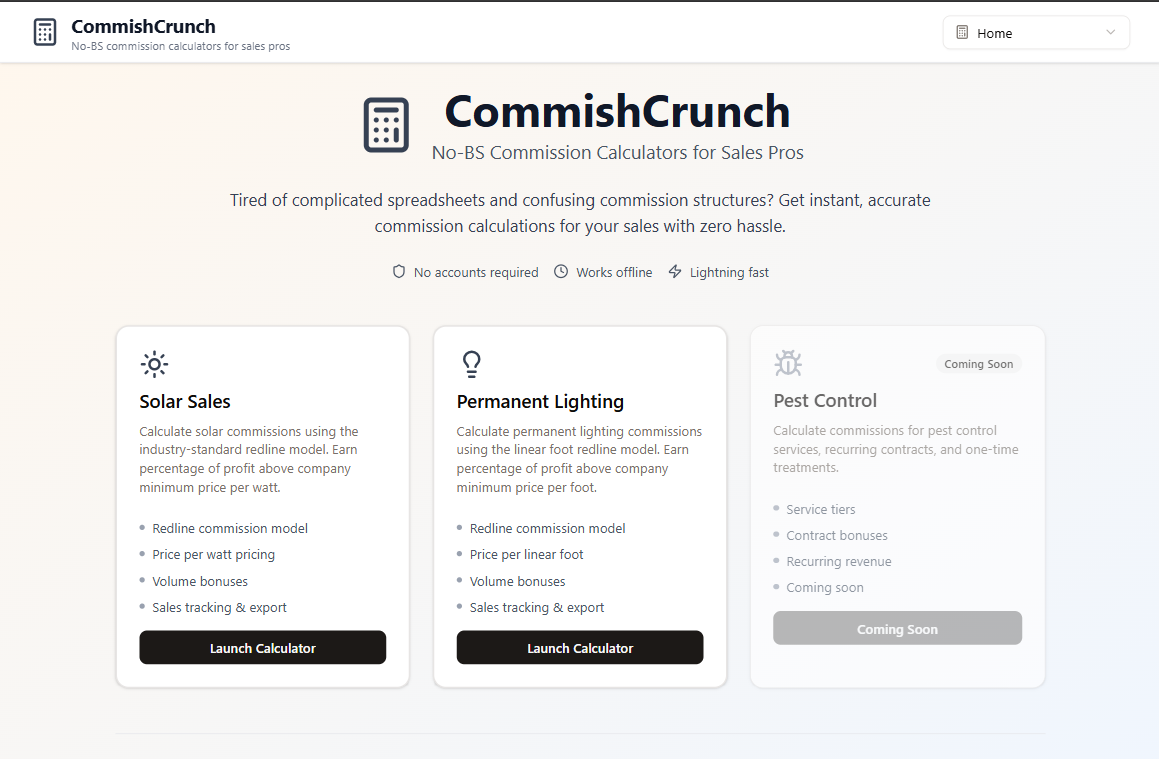 CommishCrunch
No-BS commission calculators for sales pros
Home
CommishCrunch
No-BS Commission Calculators for Sales Pros
Tired of complicated spreadsheets and confusing commission structures? Get instant, accurate
commission calculations for your sales with zero hassle.
No accounts required
Works offline
Lightning fast
Solar Sales
Calculate solar commissions using the
industry-standard redline model. Earn
percentage of profit above company
minimum price per watt.
Redline commission model
Price per watt pricing
Volume bonuses
Sales tracking & export
Launch Calculator
Permanent Lighting
Calculate permanent lighting commissions
using the linear foot redline model. Earn
percentage of profit above company
minimum price per foot.
Redline commission model
Price per linear foot
Volume bonuses
Sales tracking & export
Launch Calculator
Coming Soon
Pest Control
Calculate commissions for pest control
services, recurring contracts, and one-time
treatments.
Service tiers
Contract bonuses
Recurring revenue
Coming soon
Coming Soon